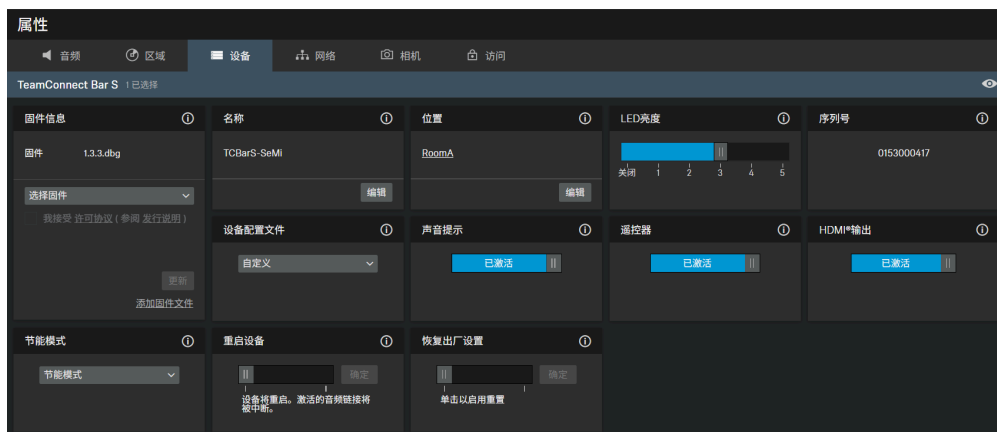 属性
音频
区域
设备
网络
相机
访问
TeamConnect Bar S 1已选择
固件信息
固件 1.3.3.dbg
选择固件
我接受 许可协议 ( 参阅 发行说明 )
更新
添加固件文件
名称
TCBarS-SeMi
编辑
位置
RoomA
编辑
LED亮度
关闭 1 2 3 4 5
序列号
0153000417
设备配置文件
自定义
声音提示
已激活
遥控器
已激活
HDMI®输出
已激活
节能模式
节能模式
重启设备
确定
设备将重启。激活的音频链接将
被中断。
恢复出厂设置
确定
单击以启用重置